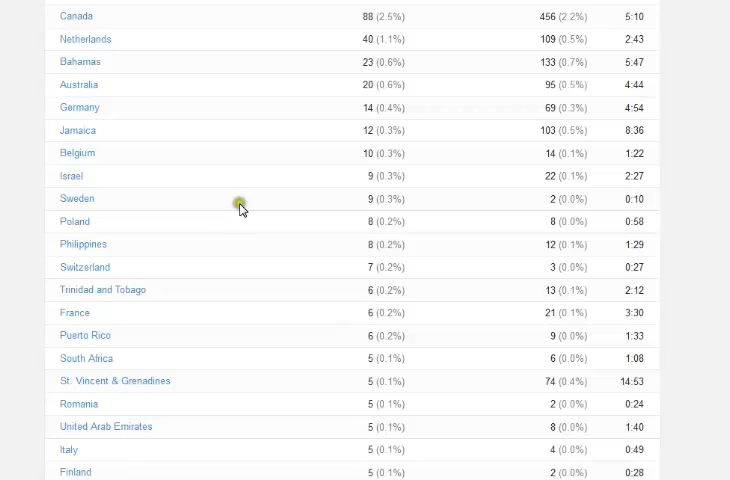 Canada 88 (2.5%) 456 (2.2%) 5:10
Netherlands 40 (1.1%) 109 (0.5%) 2:43
Bahamas 23 (0.6%) 133 (0.7%) 5:47
Australia 20 (0.6%) 95 (0.5%) 4:44
Germany 14 (0.4%) 69 (0.3%) 4:54
Jamaica 12 (0.3%) 103 (0.5%) 8:36
Belgium 10 (0.3%) 14 (0.1%) 1:22
Israel 9 (0.3%) 22 (0.1%) 2:27
Sweden 9 (0.3%) 2 (0.0%) 0:10
Poland 8 (0.2%) 8 (0.0%) 0:58
Philippines 8 (0.2%) 12 (0.1%) 1:29
Switzerland 7 (0.2%) 3 (0.0%) 0:27
Trinidad and Tobago 6 (0.2%) 13 (0.1%) 2:12
France 6 (0.2%) 21 (0.1%) 3:30
Puerto Rico 6 (0.2%) 9 (0.0%) 1:33
South Africa 5 (0.1%) 6 (0.0%) 1:08
St. Vincent & Grenadines 5 (0.1%) 74 (0.4%) 14:53
Romania 5 (0.1%) 2 (0.0%) 0:24
United Arab Emirates 5 (0.1%) 8 (0.0%) 1:40
Italy 5 (0.1%) 4 (0.0%) 0:49
Finland 5 (0.1%) 2 (0.0%) 0:28